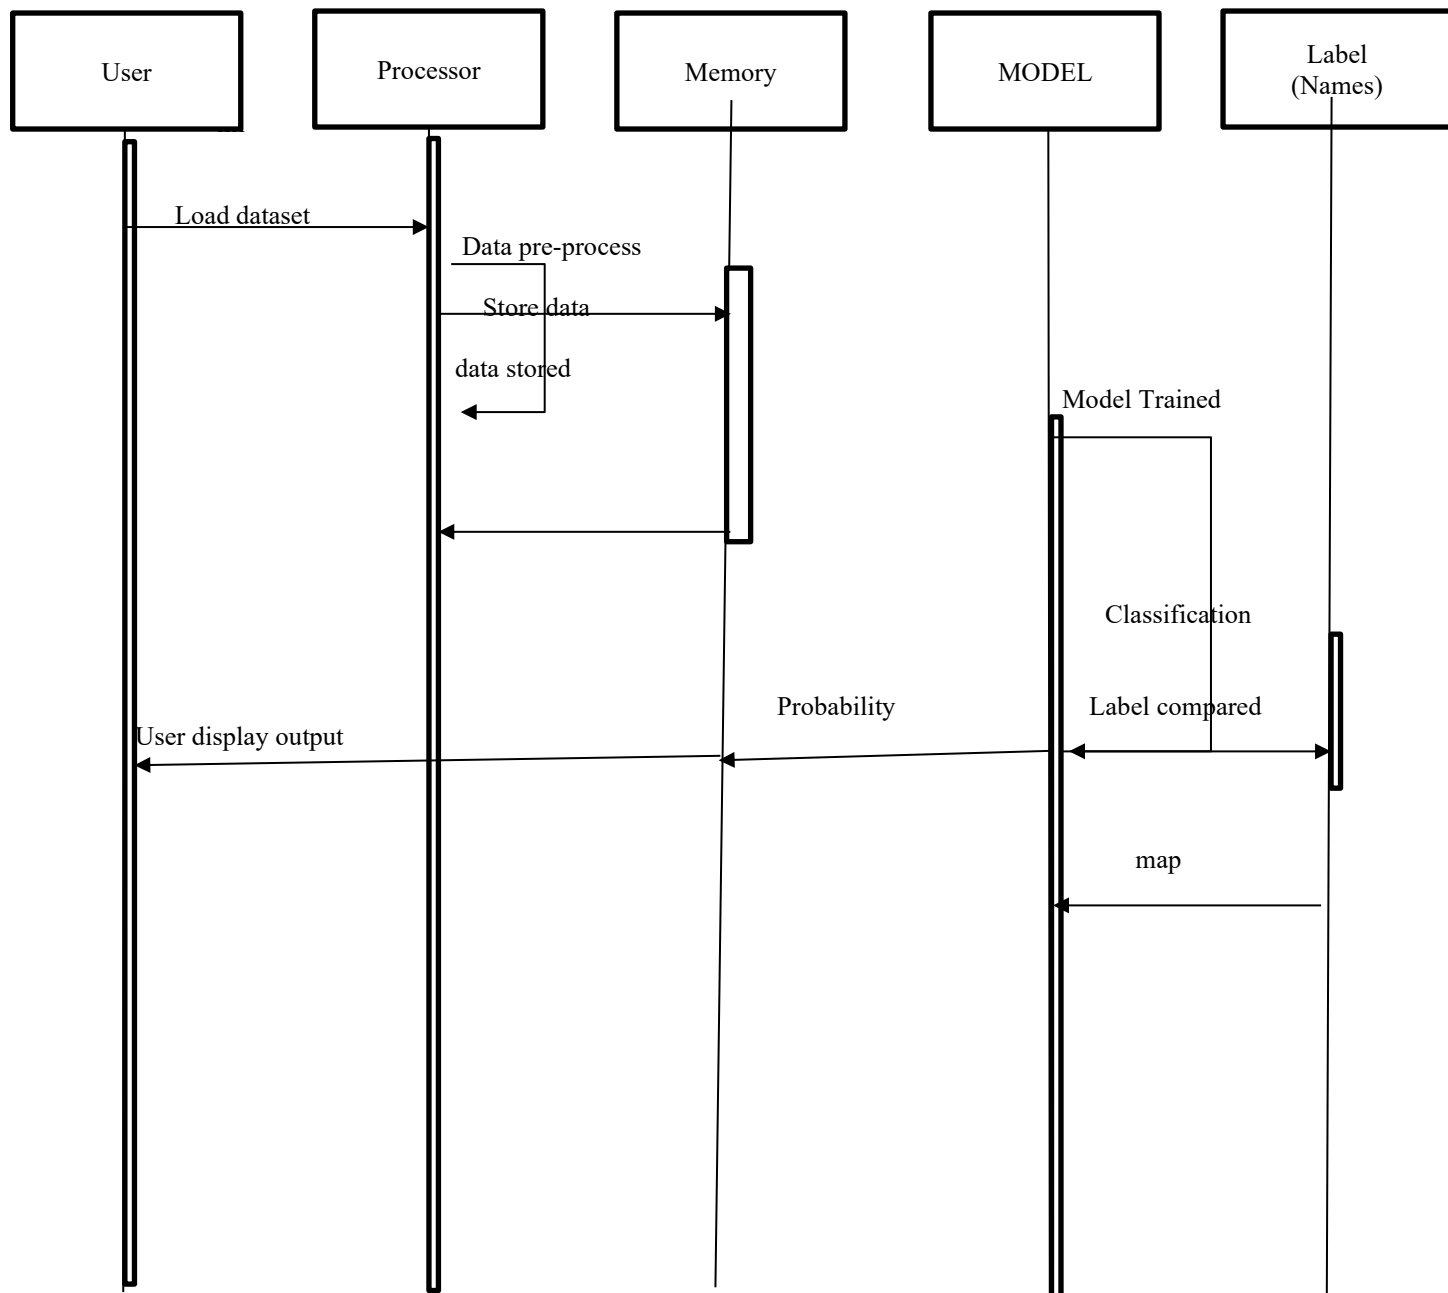 User
Processor
Memory
MODEL
Label
(Names)
Load dataset
Data pre-process
Store data
data stored
Model Trained
Classification
Probability
Label compared
User display output
map